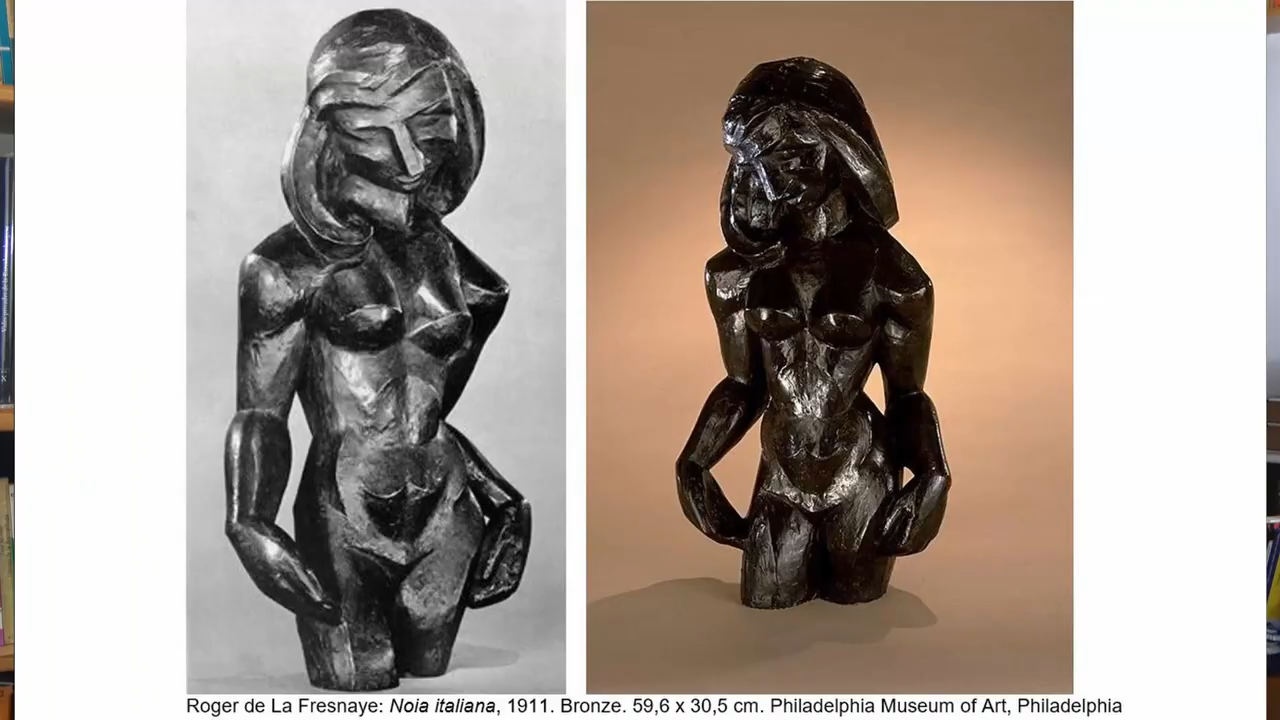 Roger de La Fresnaye: Noia italiana, 1911. Bronze. 59,6 x 30,5 cm. Philadelphia Museum of Art, Philadelphia